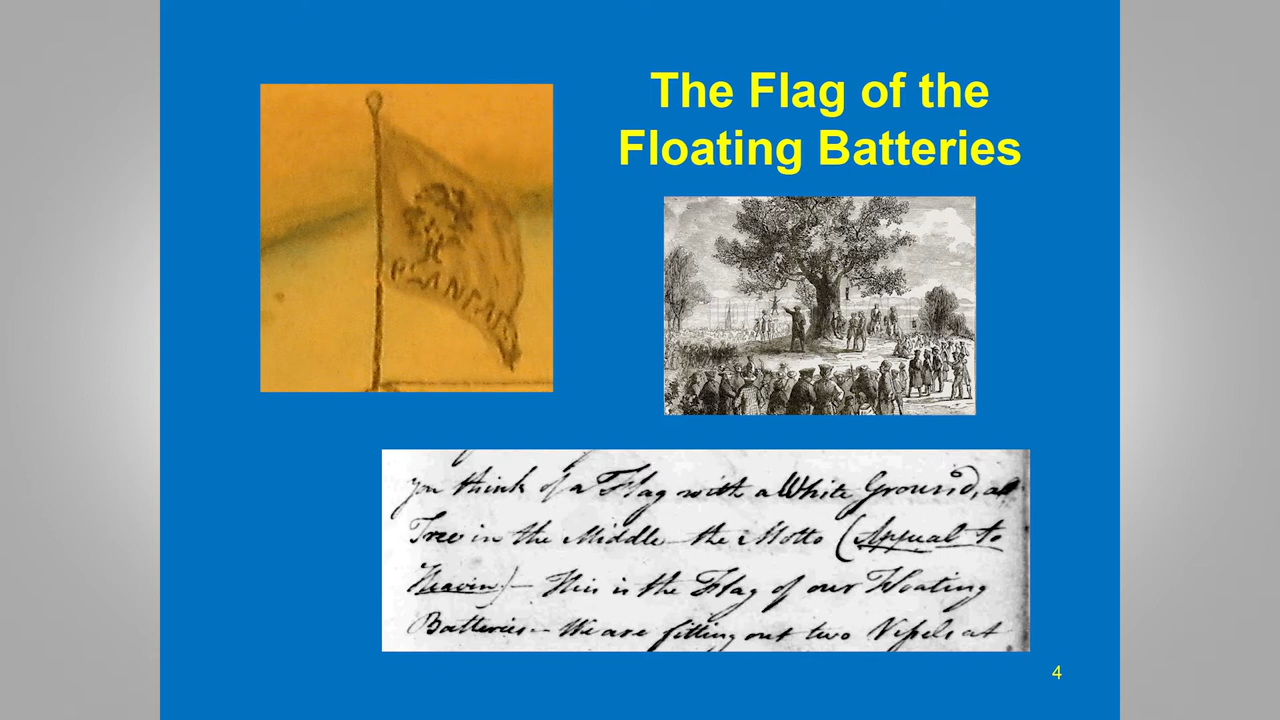 The Flag of the
Floating Batteries
you think of a Flag with a White Ground, a
Tree in the Middle – the Motto (Appeal to
Heaven) – This is the Flag of our Floating
Batteries – We are fitting out two Vessels at
4